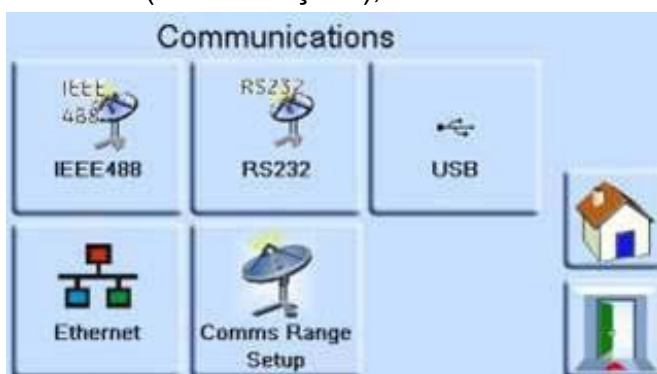 Communications
IEEE
488
RS232
IEEE488
RS232
USB
Ethernet
Comms Range
Setup